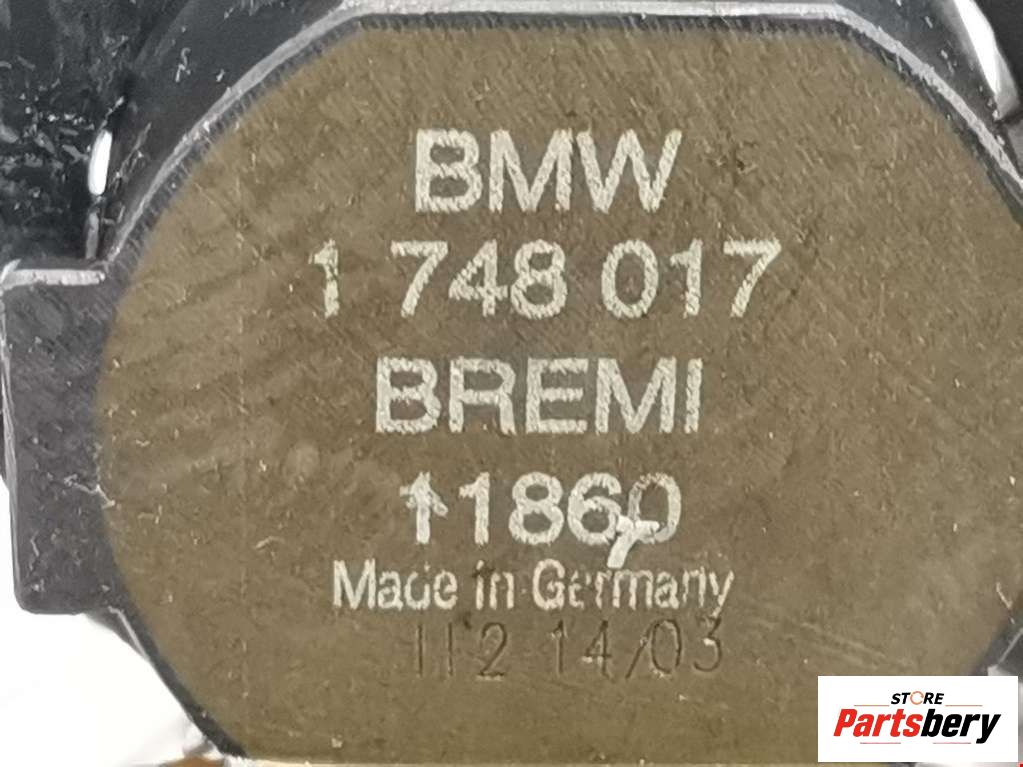 BMW
1 748 017
BREMI
↑11860
Made in Germany
112 14/03
STORE
Partsbery